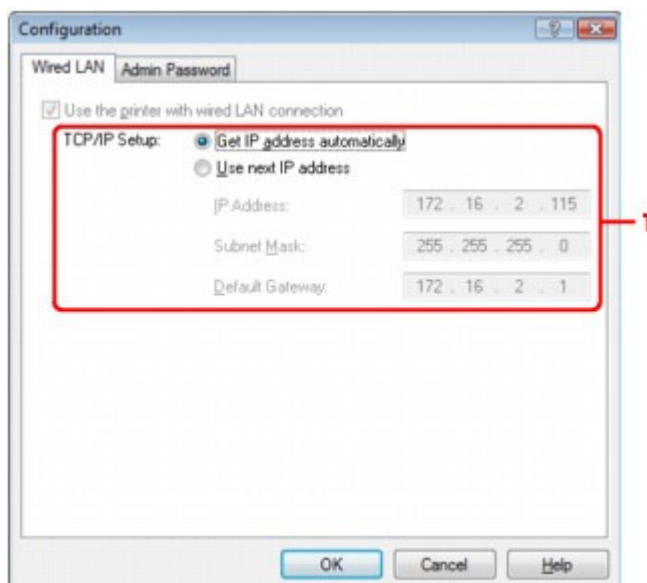 Configuration
Wired LAN Admin Password
Use the printer with wired LAN connection
TCP/IP Setup: Get IP address automatically
Use next IP address
IP Address: 172 . 16 . 2 . 115
Subnet Mask: 255 . 255 . 255 . 0
Default Gateway: 172 . 16 . 2 . 1
1
OK Cancel Help